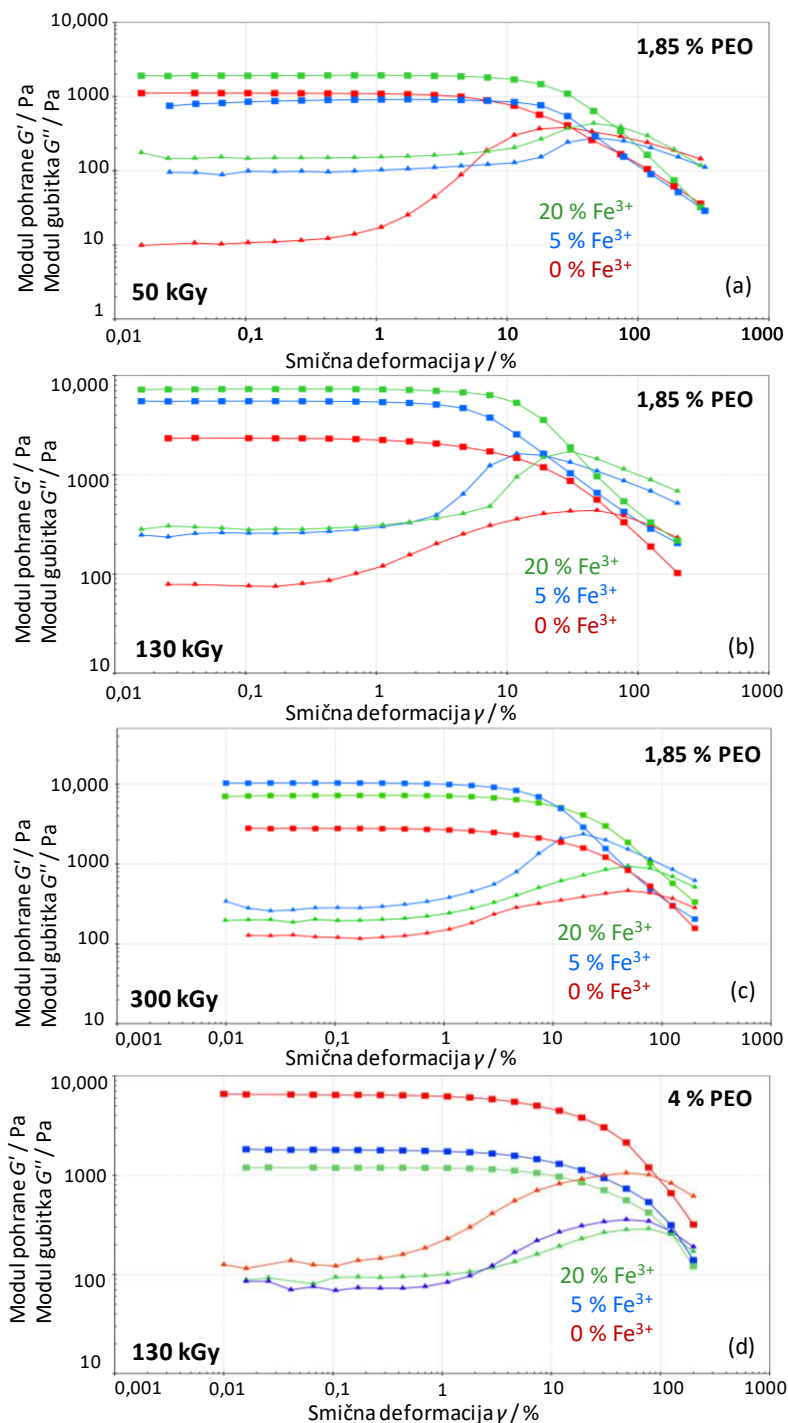 1,85 % PEO
10,000
1000
100
10
1
Modul pohrane G′ / Pa
Modul gubitka G″ / Pa
20 % Fe³⁺
5 % Fe³⁺
0 % Fe³⁺
50 kGy
(a)
0,01 0,1 1 10 100 1000
Smična deformacija γ / %
1,85 % PEO
10,000
1000
100
10
Modul pohrane G′ / Pa
Modul gubitka G″ / Pa
20 % Fe³⁺
5 % Fe³⁺
0 % Fe³⁺
130 kGy
(b)
0,01 0,1 1 10 100 1000
Smična deformacija γ / %
1,85 % PEO
10,000
1000
100
10
Modul pohrane G′ / Pa
Modul gubitka G″ / Pa
20 % Fe³⁺
5 % Fe³⁺
0 % Fe³⁺
300 kGy
(c)
0,001 0,01 0,1 1 10 100 1000
Smična deformacija γ / %
4 % PEO
10,000
1000
100
10
Modul pohrane G′ / Pa
Modul gubitka G″ / Pa
20 % Fe³⁺
5 % Fe³⁺
0 % Fe³⁺
130 kGy
(d)
0,001 0,01 0,1 1 10 100 1000
Smična deformacija γ / %